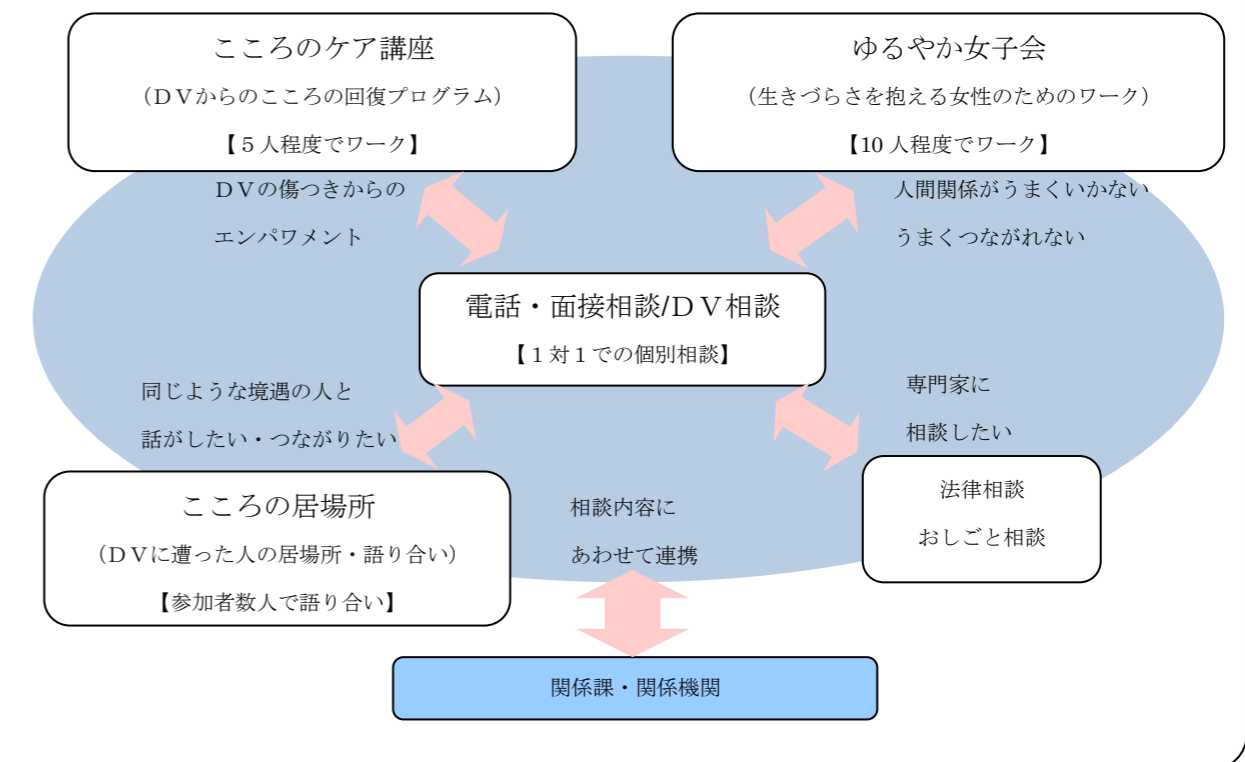 こころのケア講座
（ＤＶからのこころの回復プログラム）
【５人程度でワーク】
ゆるやか女子会
（生きづらさを抱える女性のためのワーク）
【10 人程度でワーク】
ＤＶの傷つきからの
エンパワメント
人間関係がうまくいかない
うまくつながれない
電話・面接相談/ＤＶ相談
【１対１での個別相談】
同じような境遇の人と
話がしたい・つながりたい
専門家に
相談したい
こころの居場所
（ＤＶに遭った人の居場所・語り合い）
【参加者数人で語り合い】
相談内容に
あわせて連携
法律相談
おしごと相談
関係課・関係機関